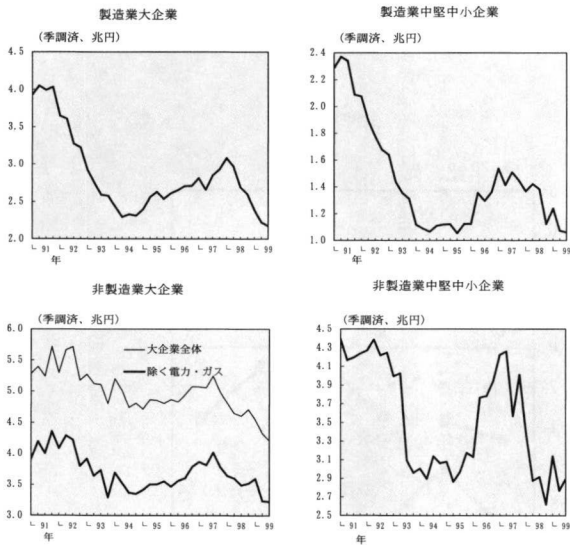 製造業大企業
（季調済、兆円）
4.5
4.0
3.5
3.0
2.5
2.0
91 92 93 94 95 96 97 98 99
年
製造業中堅中小企業
（季調済、兆円）
2.4
2.2
2.0
1.8
1.6
1.4
1.2
1.0
91 92 93 94 95 96 97 98 99
年
非製造業大企業
（季調済、兆円）
6.0
5.5
5.0
4.5
4.0
3.5
3.0
大企業全体
除く電力・ガス
91 92 93 94 95 96 97 98 99
年
非製造業中堅中小企業
（季調済、兆円）
4.5
4.3
4.1
3.9
3.7
3.5
3.3
3.1
2.9
2.7
2.5
91 92 93 94 95 96 97 98 99
年